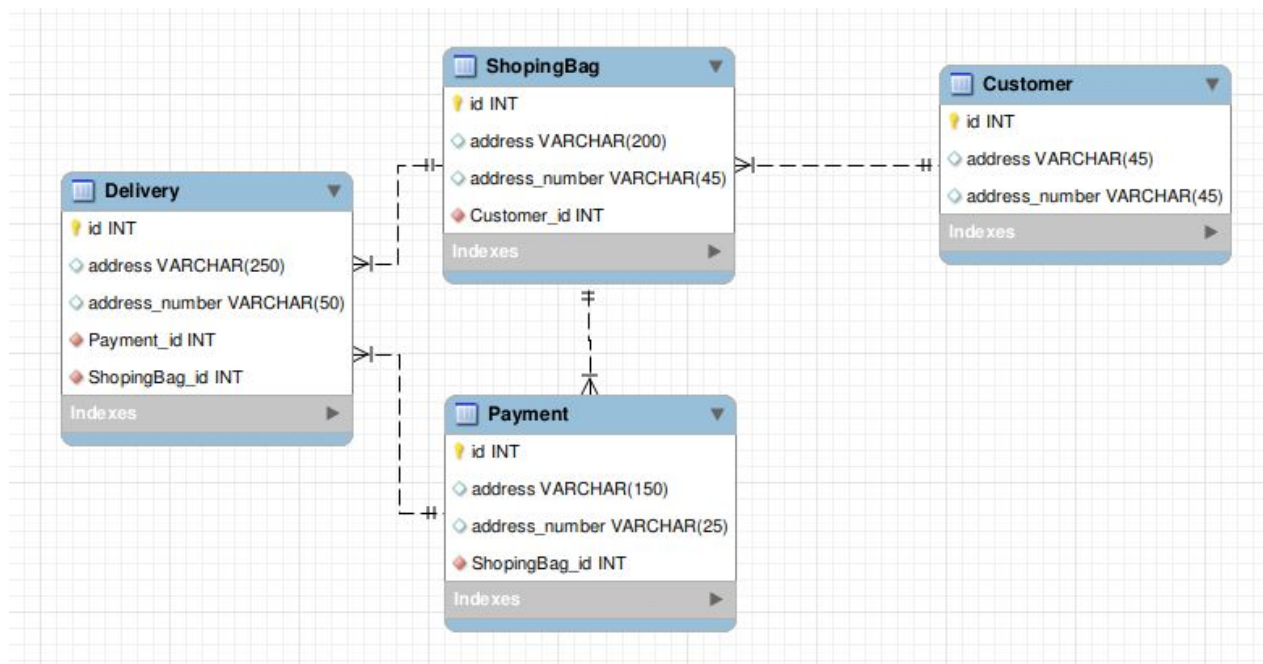 ShopingBag
id INT
address VARCHAR(200)
address_number VARCHAR(45)
Customer_id INT
Indexes
Customer
id INT
address VARCHAR(45)
address_number VARCHAR(45)
Indexes
Delivery
id INT
address VARCHAR(250)
address_number VARCHAR(50)
Payment_id INT
ShopingBag_id INT
Indexes
Payment
id INT
address VARCHAR(150)
address_number VARCHAR(25)
ShopingBag_id INT
Indexes